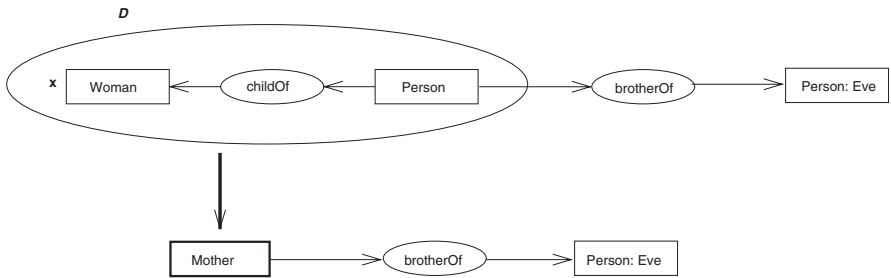 D
x
Woman
childOf
Person
brotherOf
Person: Eve
Mother
brotherOf
Person: Eve